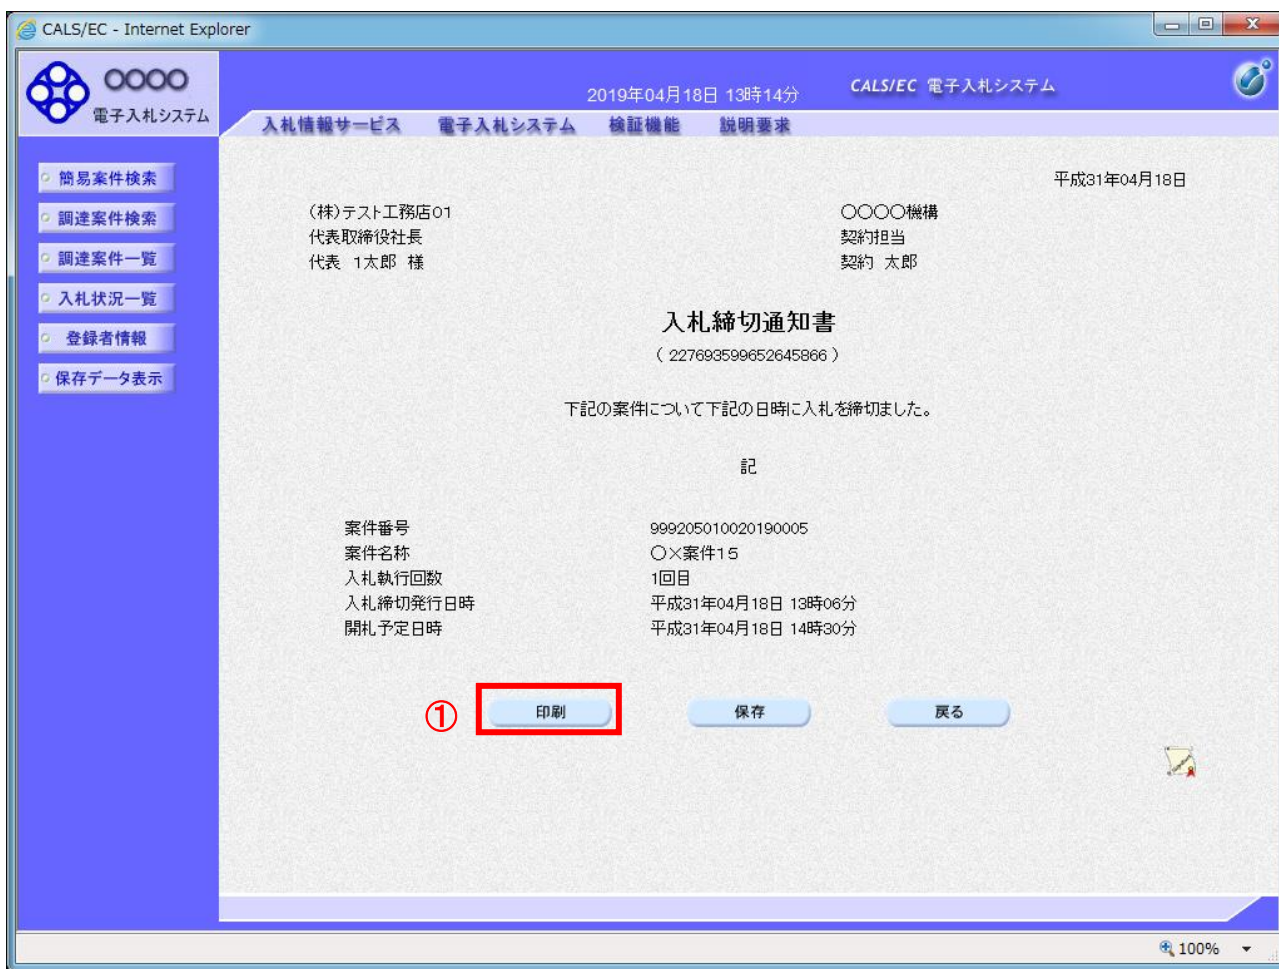 CALS/EC - Internet Explorer
〇〇〇〇
電子入札システム
2019年04月18日 13時14分
CALS/EC 電子入札システム
入札情報サービス 電子入札システム 検証機能 説明要求
簡易案件検索
調達案件検索
調達案件一覧
入札状況一覧
登録者情報
保存データ表示
平成31年04月18日
(株)テスト工務店01
代表取締役社長
代表 1太郎 様
〇〇〇〇機構
契約担当
契約 太郎
入札締切通知書
( 227693599652645866 )
下記の案件について下記の日時に入札を締切ました。
記
案件番号 999205010020190005
案件名称 〇×案件15
入札執行回数 1回目
入札締切発行日時 平成31年04月18日 13時06分
開札予定日時 平成31年04月18日 14時30分
① 印刷 保存 戻る
100%